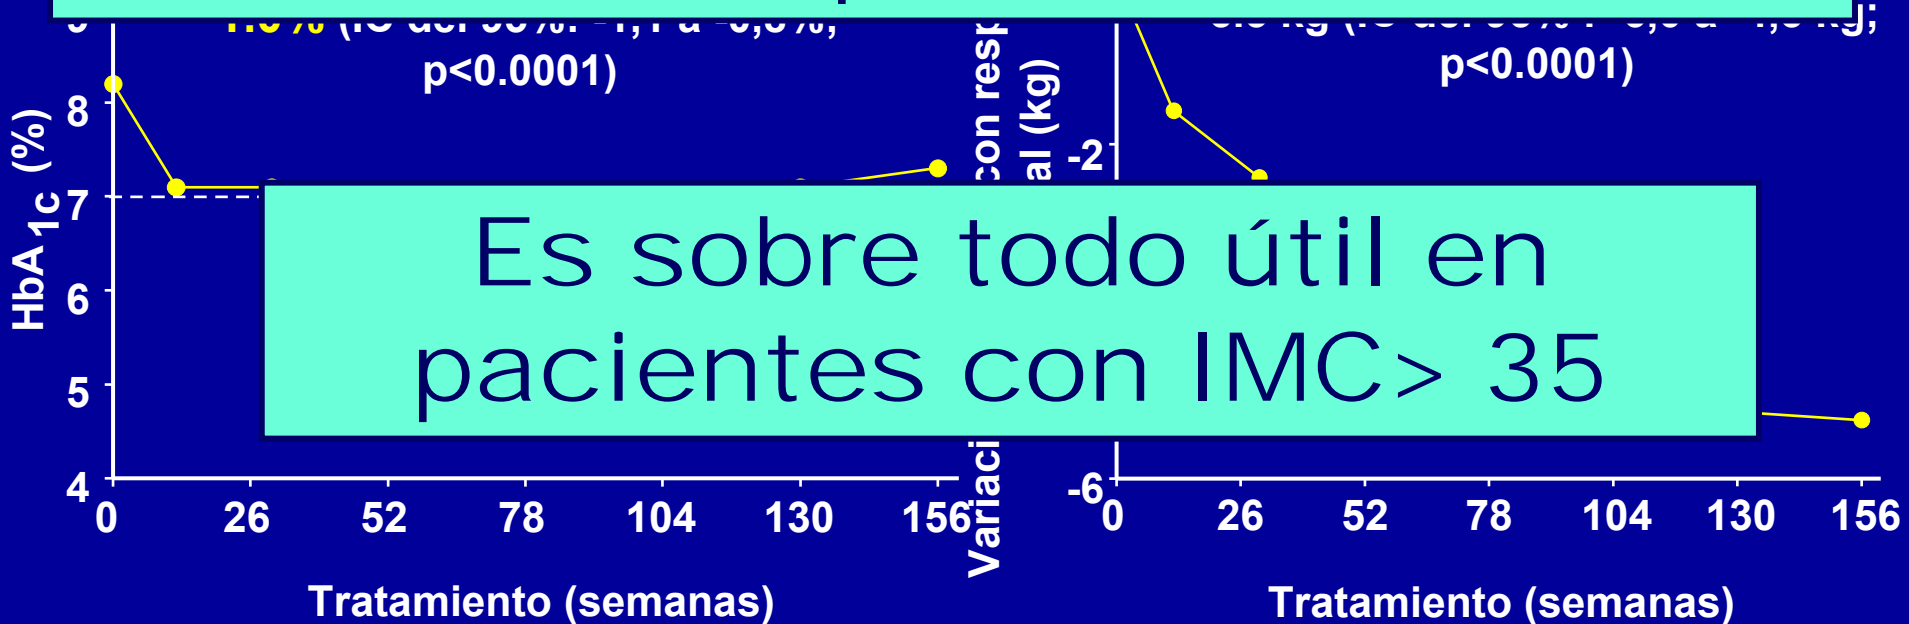 p<0.0001)
HbA1c (%)
8
7
6
5
4
0 26 52 78 104 130 156
Tratamiento (semanas)
p<0.0001)
con
(kg)
-2
-6
0 26 52 78 104 130 156
Tratamiento (semanas)
Es sobre todo útil en
pacientes con IMC> 35